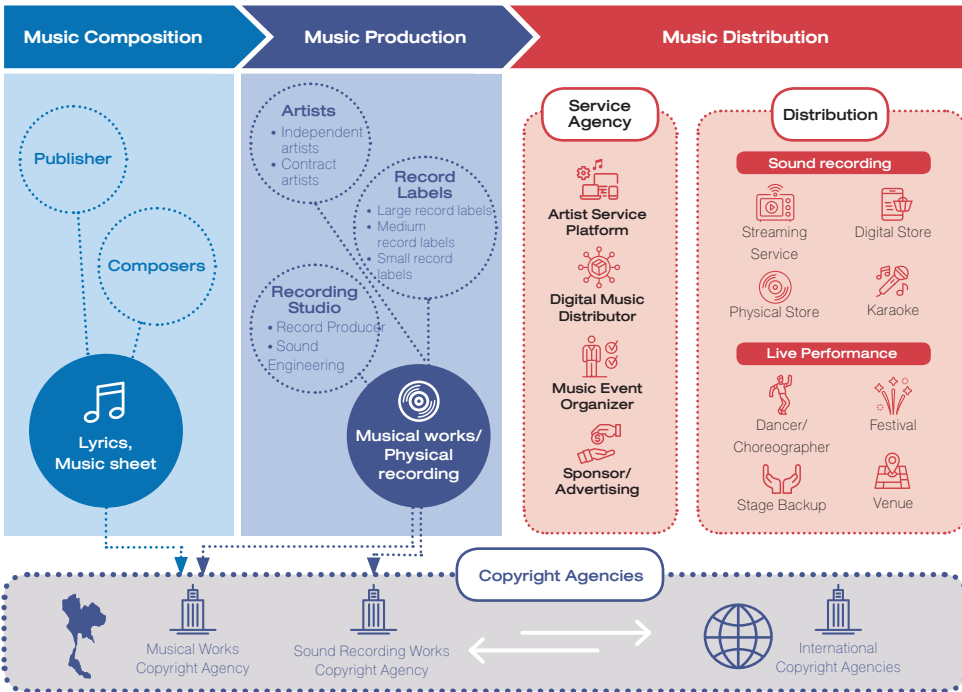 Music Composition
Music Production
Music Distribution
Publisher
Composers
Lyrics,
Music sheet
Artists
• Independent
artists
• Contract
artists
Record
Labels
• Large record labels
• Medium
record labels
• Small record
labels
Recording
Studio
• Record Producer
• Sound
Engineering
Musical works/
Physical
recording
Service
Agency
Artist Service
Platform
Digital Music
Distributor
Music Event
Organizer
Sponsor/
Advertising
Distribution
Sound recording
Streaming
Service
Digital Store
Physical Store
Karaoke
Live Performance
Dancer/
Choreographer
Festival
Stage Backup
Venue
Copyright Agencies
Musical Works
Copyright Agency
Sound Recording Works
Copyright Agency
International
Copyright Agencies